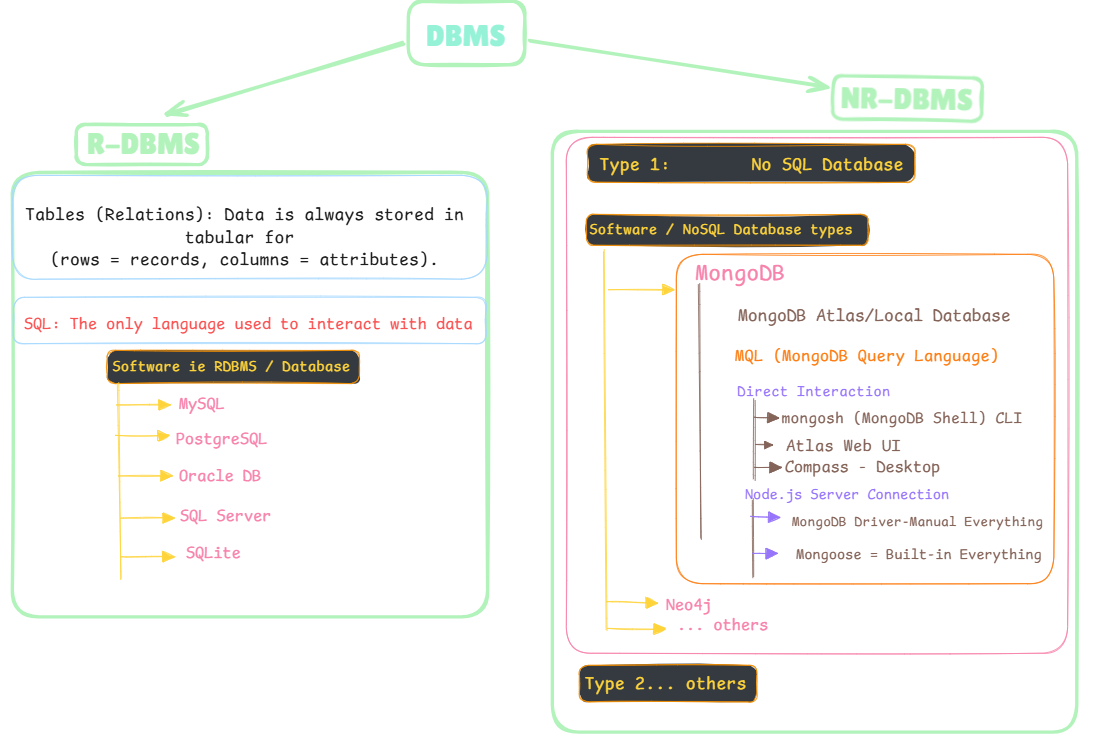 DBMS
R-DBMS
Tables (Relations): Data is always stored in
tabular for
(rows = records, columns = attributes).
SQL: The only language used to interact with data
Software ie RDBMS / Database
MySQL
PostgreSQL
Oracle DB
SQL Server
SQLite
NR-DBMS
Type 1: No SQL Database
Software / NoSQL Database types
MongoDB
MongoDB Atlas/Local Database
MQL (MongoDB Query Language)
Direct Interaction
mongosh (MongoDB Shell) CLI
Atlas Web UI
Compass - Desktop
Node.js Server Connection
MongoDB Driver-Manual Everything
Mongoose = Built-in Everything
Neo4j
... others
Type 2... others